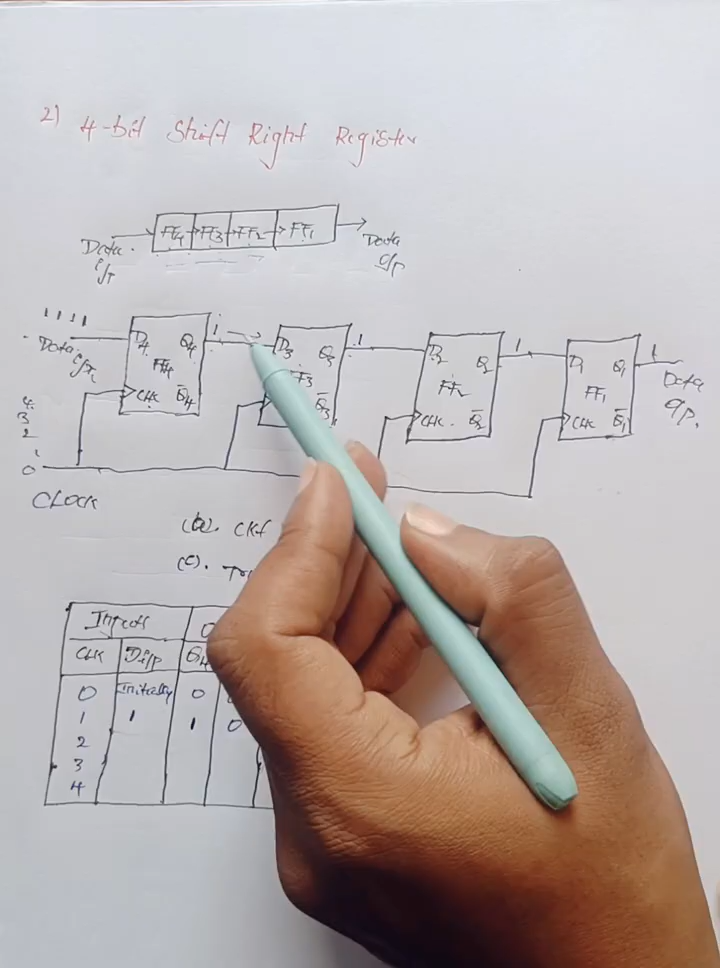 2) 4-bit Shift Right Register
FF4 FF3 FF2 FF1
Data i/p
Data o/p
1 1 1 1
Data i/p
D4 Q4 1 D3 Q3 1 D2 Q2 1 D1 Q1 1
FF4 F3 FF2 FF1
CLK Q̅4 Q̅3 CLK Q̅2 CLK Q̅1
Data o/p.
4
3
2
1
0
CLOCK
(b). CKt
(c). Tr
Inputs
CLK D i/p Q4
0 Initially 0
1 1 1 0
2
3
4